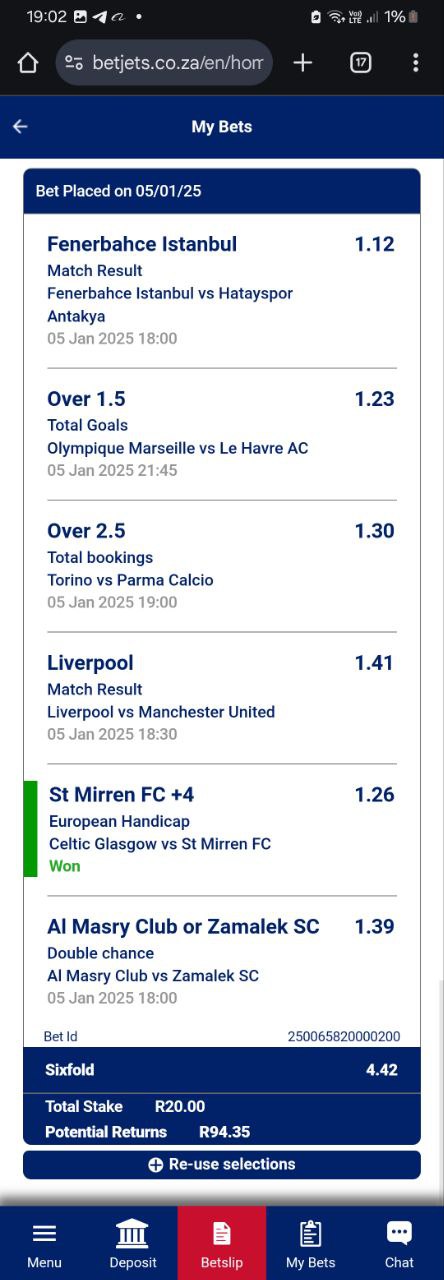 19:02
Vo) LTE
1%
betjets.co.za/en/hom
17
My Bets
Bet Placed on 05/01/25
Fenerbahce Istanbul 1.12
Match Result
Fenerbahce Istanbul vs Hatayspor
Antakya
05 Jan 2025 18:00
Over 1.5 1.23
Total Goals
Olympique Marseille vs Le Havre AC
05 Jan 2025 21:45
Over 2.5 1.30
Total bookings
Torino vs Parma Calcio
05 Jan 2025 19:00
Liverpool 1.41
Match Result
Liverpool vs Manchester United
05 Jan 2025 18:30
St Mirren FC +4 1.26
European Handicap
Celtic Glasgow vs St Mirren FC
Won
Al Masry Club or Zamalek SC 1.39
Double chance
Al Masry Club vs Zamalek SC
05 Jan 2025 18:00
Bet Id 250065820000200
Sixfold 4.42
Total Stake R20.00
Potential Returns R94.35
Re-use selections
Menu Deposit Betslip My Bets Chat